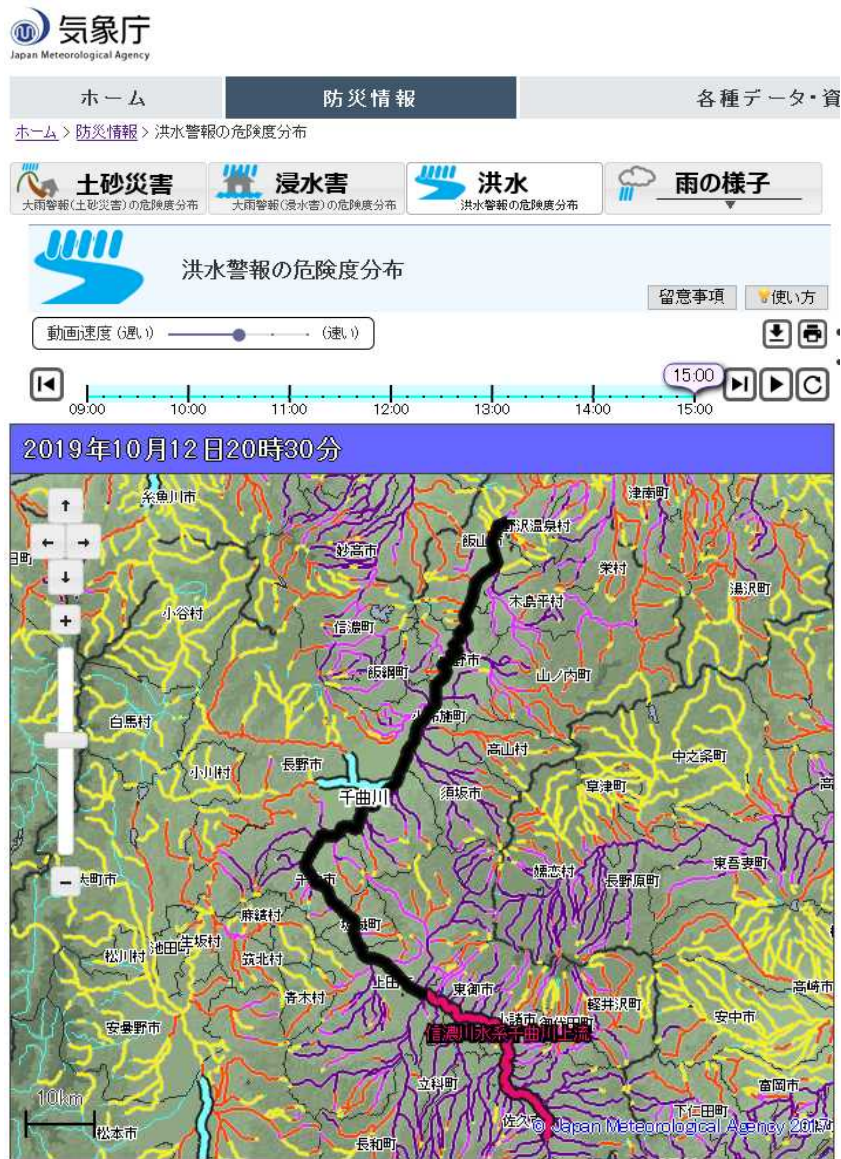 気象庁
Japan Meteorological Agency
ホーム 防災情報 各種データ・資
ホーム > 防災情報 > 洪水警報の危険度分布
土砂災害 浸水害 洪水 雨の様子
大雨警報(土砂災害)の危険度分布 大雨警報(浸水害)の危険度分布 洪水警報の危険度分布
洪水警報の危険度分布
留意事項 使い方
動画速度 (遅い) (速い)
15:00
09:00 10:00 11:00 12:00 13:00 14:00 15:00
2019年10月12日20時30分
糸魚川市 津南町
野沢温泉村
飯山
妙高市 栄村
湯沢町
小谷村 木島平村
信濃町
飯綱町 野市 山ノ内町
白馬村 小布施町
高山村 中之条町
小川村 長野市
千曲川 須坂市 草津町
大町市 嬬恋村 長野原町 東吾妻町
麻績村
松川村 池田町 生坂村 筑北村
青木村 上田 東御市 軽井沢町 高崎市
安曇野市 小諸市 御代田町 安中市
信濃川水系千曲川上流
立科町 富岡市
10km 佐久市 下仁田町
© Japan Meteorological Agency 2017
松本市 長和町